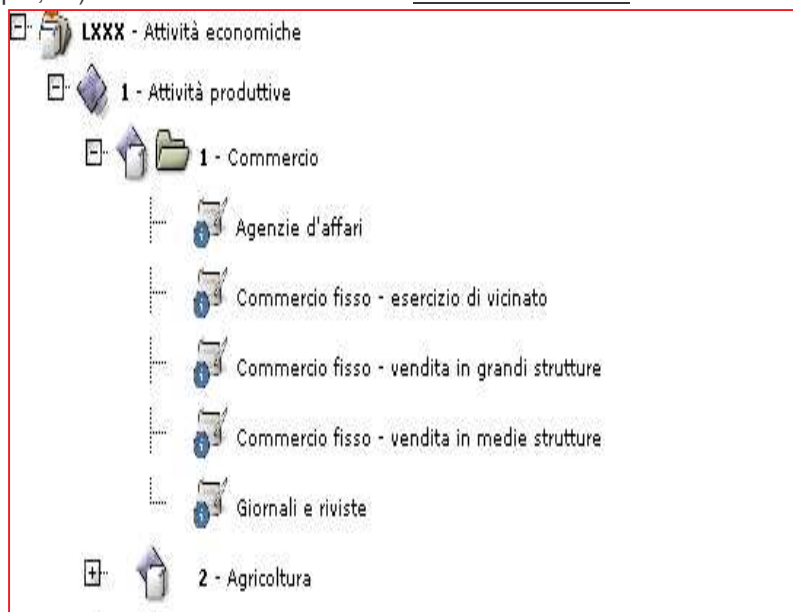 LXXX - Attività economiche
1 - Attività produttive
1 - Commercio
Agenzie d'affari
Commercio fisso - esercizio di vicinato
Commercio fisso - vendita in grandi strutture
Commercio fisso - vendita in medie strutture
Giornali e riviste
2 - Agricoltura